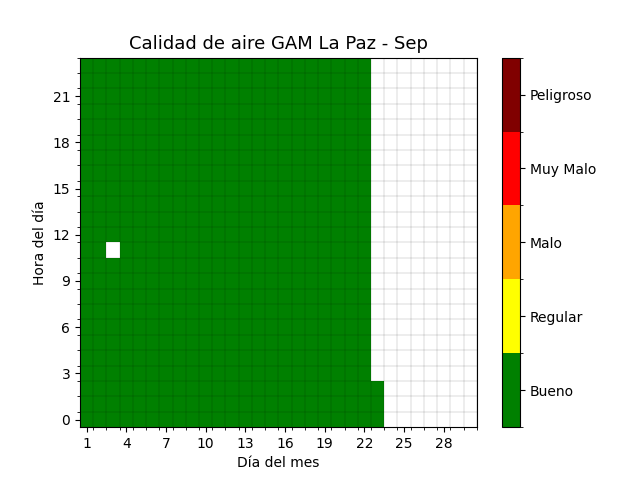 Calidad de aire GAM La Paz - Sep
Hora del día
21
18
15
12
9
6
3
0
1 4 7 10 13 16 19 22 25 28
Día del mes
Peligroso
Muy Malo
Malo
Regular
Bueno